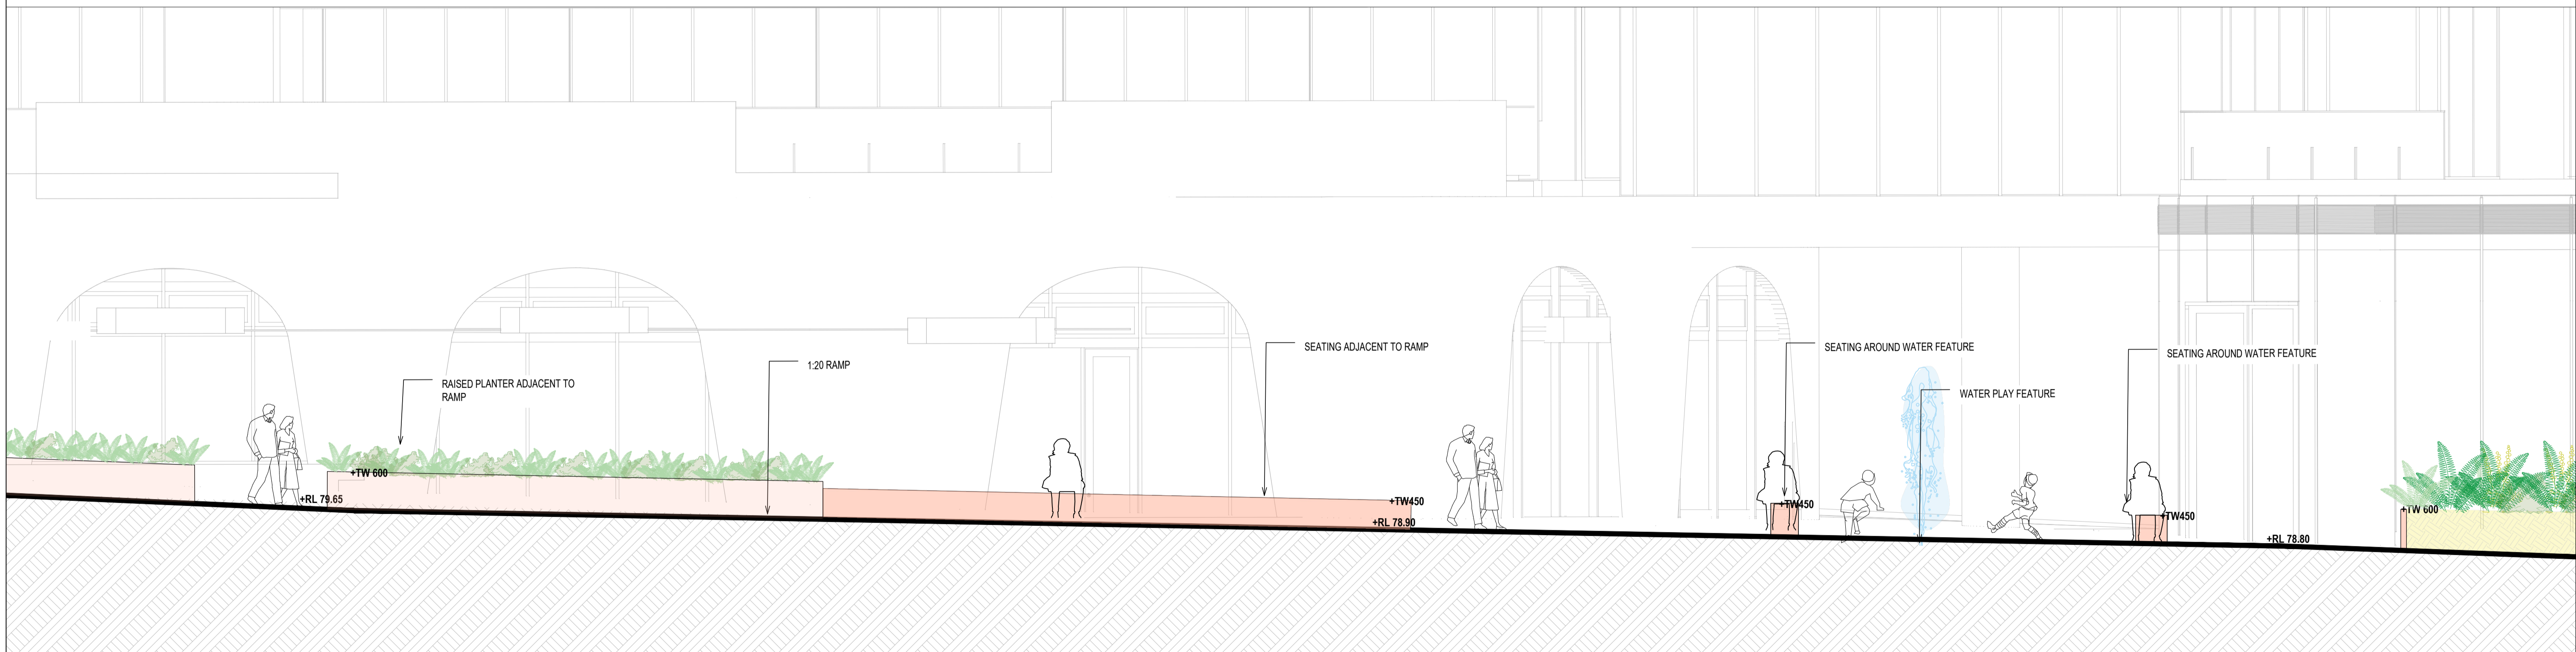 RAISED PLANTER ADJACENT TO
RAMP
1:20 RAMP
SEATING ADJACENT TO RAMP
SEATING AROUND WATER FEATURE
WATER PLAY FEATURE
SEATING AROUND WATER FEATURE
+TW 600
+RL 79.65
+TW450
+RL 78.90
+TW450
+TW450
+RL 78.80
+TW 600